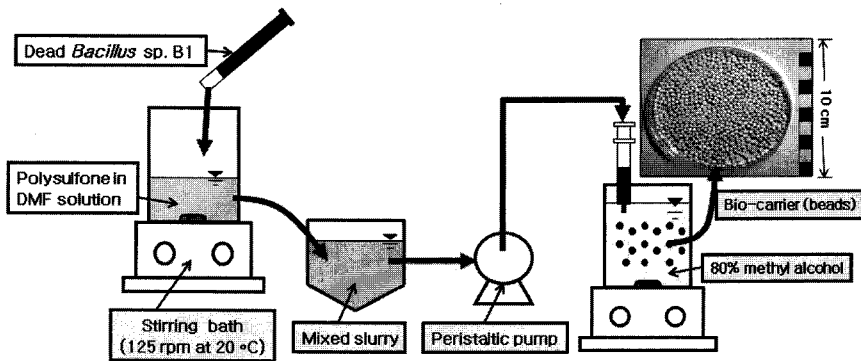 Dead Bacillus sp. B1
Polysulfone in
DMF solution
Stirring bath
(125 rpm at 20 °C)
Mixed slurry
Peristaltic pump
80% methyl alcohol
Bio-carrier (beads)
10 cm